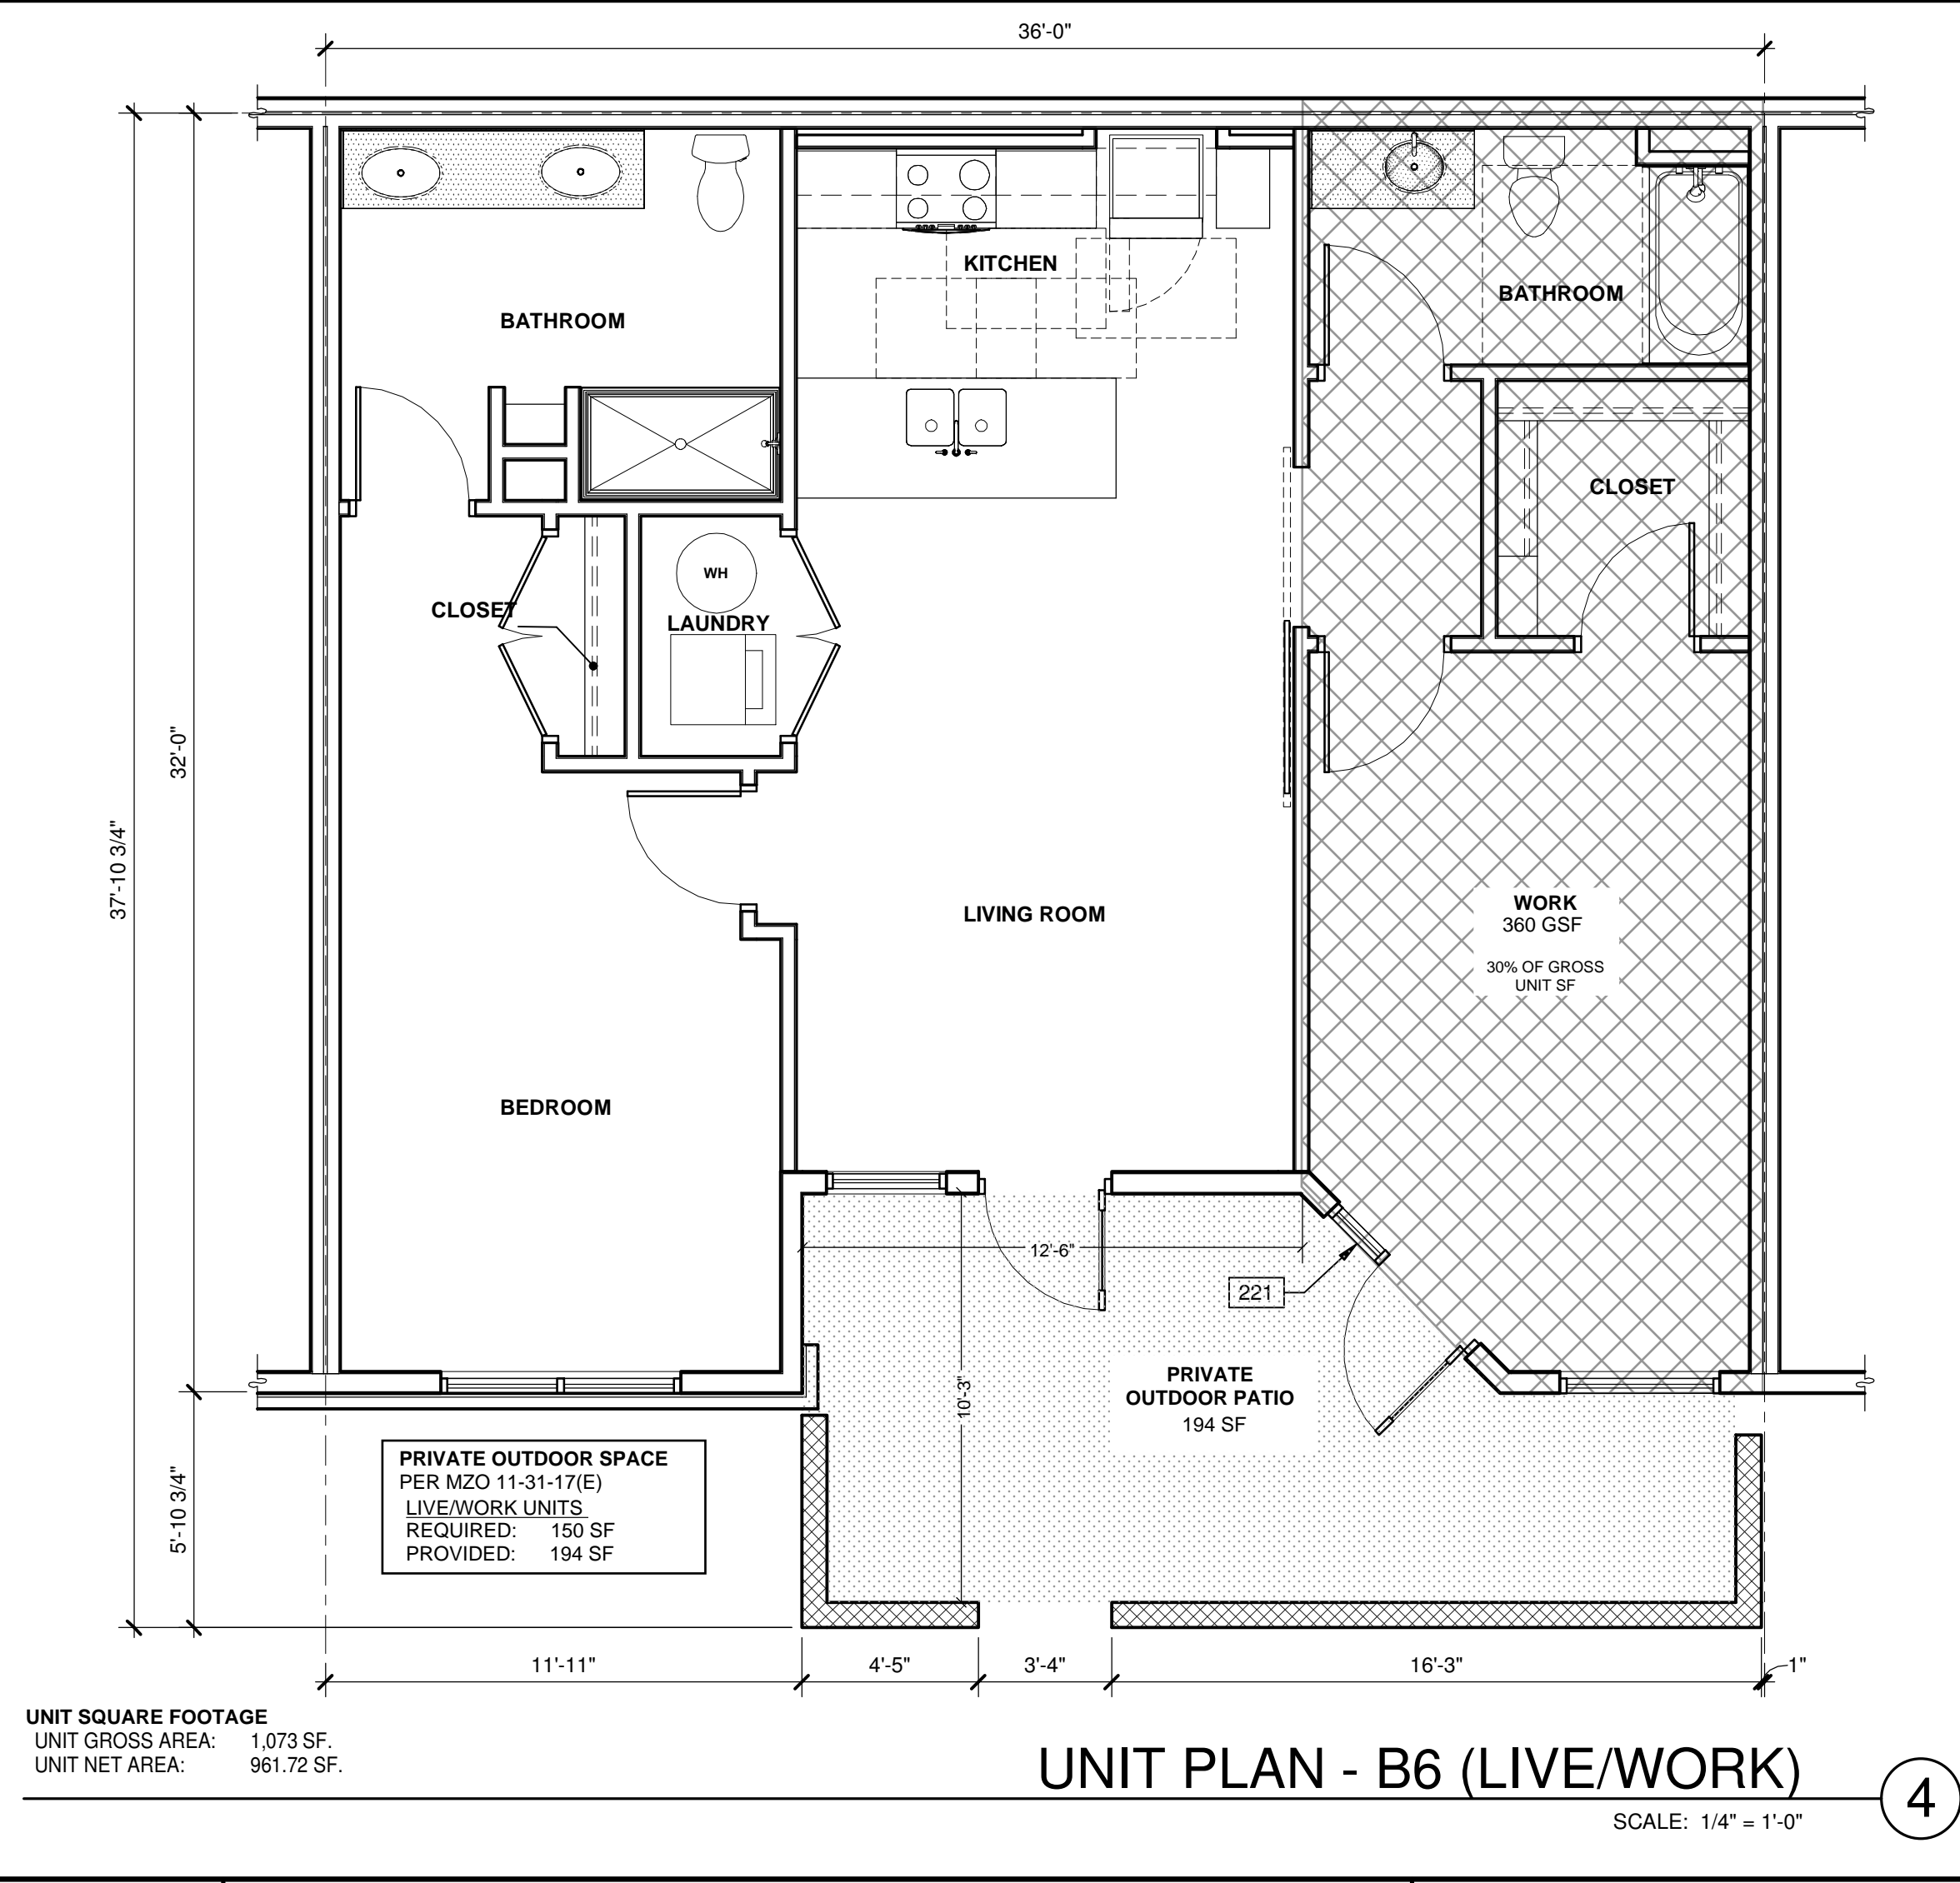 36'-0"
BATHROOM
KITCHEN
BATHROOM
CLOSET
CLOSET
WH
LAUNDRY
32'-0"
37'-10 3/4"
LIVING ROOM
WORK
360 GSF
30% OF GROSS
UNIT SF
BEDROOM
12'-6"
221
10'-3"
PRIVATE
OUTDOOR PATIO
194 SF
5'-10 3/4"
PRIVATE OUTDOOR SPACE
PER MZO 11-31-17(E)
LIVE/WORK UNITS
REQUIRED: 150 SF
PROVIDED: 194 SF
11'-11"
4'-5"
3'-4"
16'-3"
1"
UNIT SQUARE FOOTAGE
UNIT GROSS AREA: 1,073 SF.
UNIT NET AREA: 961.72 SF.
UNIT PLAN - B6 (LIVE/WORK)
4
SCALE: 1/4" = 1'-0"